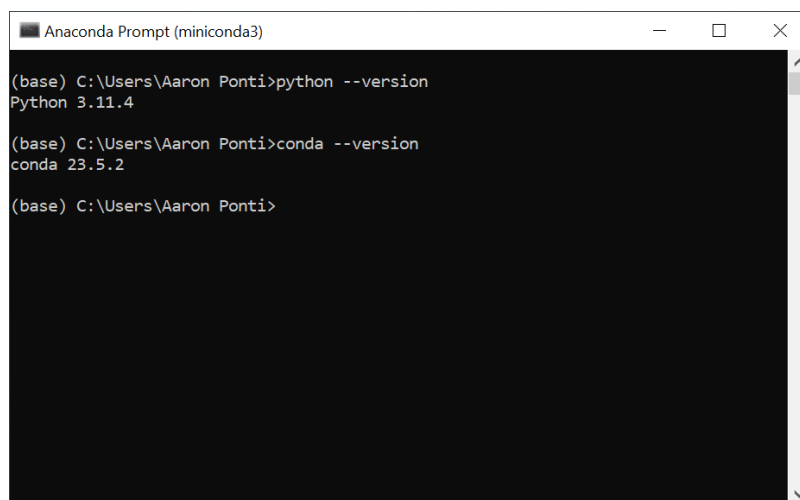 Anaconda Prompt (miniconda3)
(base) C:\Users\Aaron Ponti>python --version
Python 3.11.4
(base) C:\Users\Aaron Ponti>conda --version
conda 23.5.2
(base) C:\Users\Aaron Ponti>